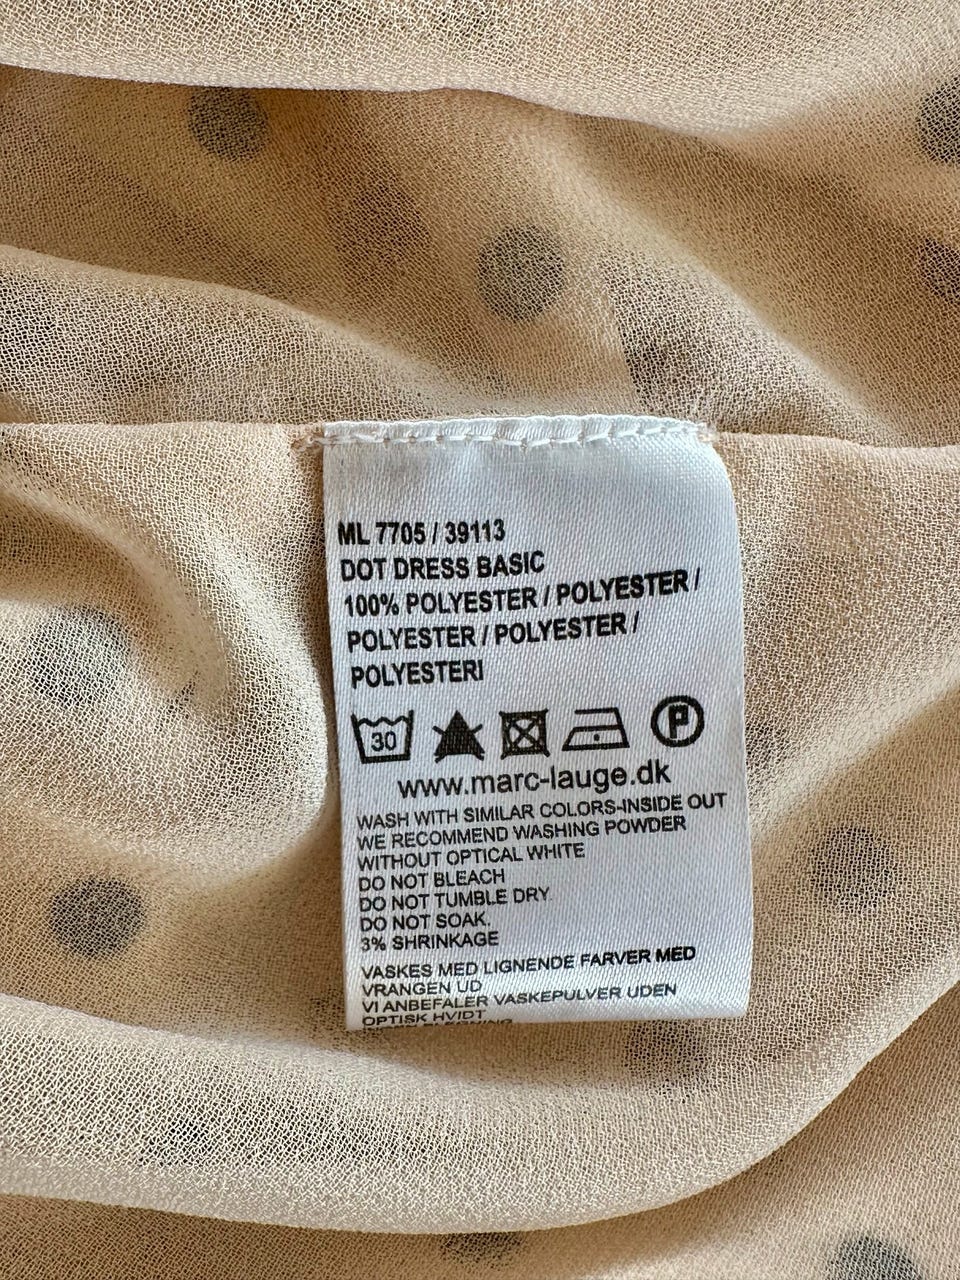 ML 7705 / 39113
DOT DRESS BASIC
100% POLYESTER / POLYESTER /
POLYESTER / POLYESTER /
POLYESTERI
30 P
www.marc-lauge.dk
WASH WITH SIMILAR COLORS-INSIDE OUT
WE RECOMMEND WASHING POWDER
WITHOUT OPTICAL WHITE
DO NOT BLEACH
DO NOT TUMBLE DRY.
DO NOT SOAK.
3% SHRINKAGE
VASKES MED LIGNENDE FARVER MED
VRANGEN UD
VI ANBEFALER VASKEPULVER UDEN
OPTISK HVIDT